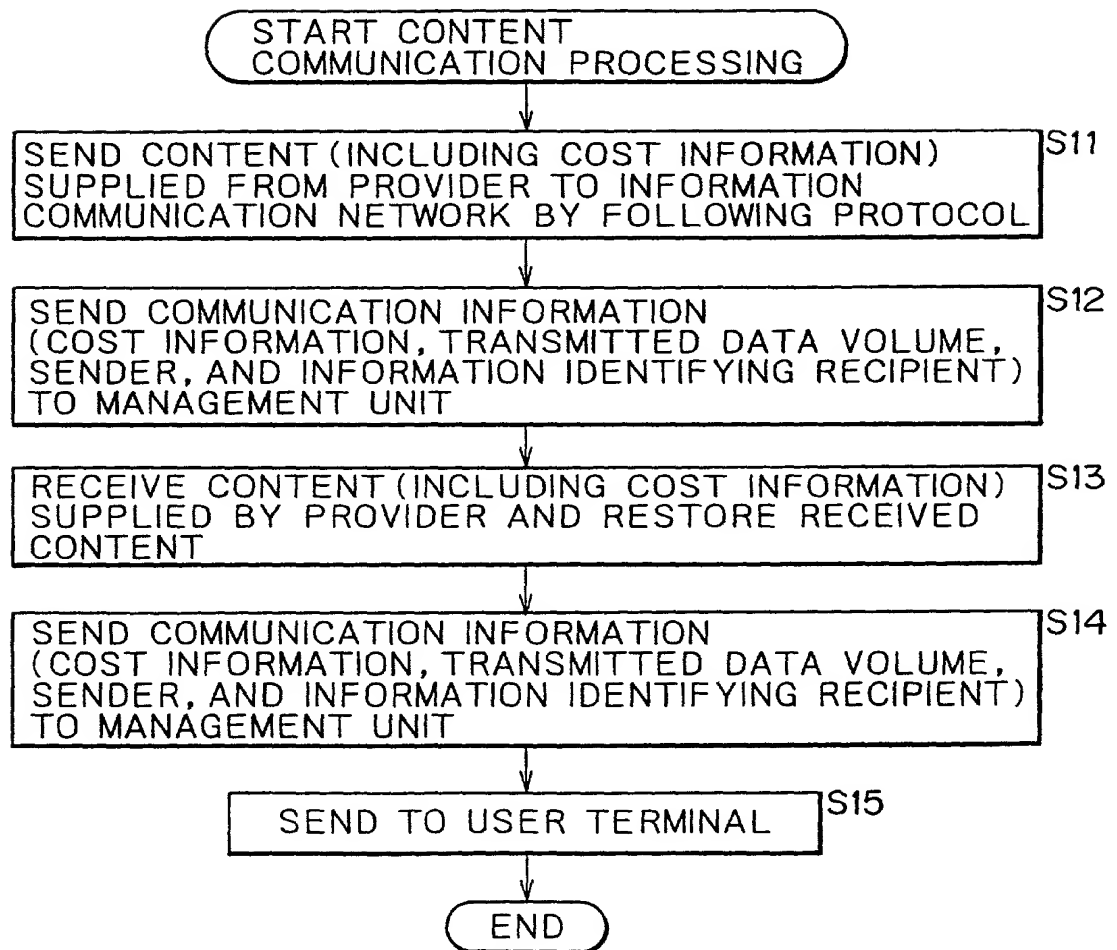 START CONTENT
COMMUNICATION PROCESSING
S11
SEND CONTENT (INCLUDING COST INFORMATION)
SUPPLIED FROM PROVIDER TO INFORMATION
COMMUNICATION NETWORK BY FOLLOWING PROTOCOL
S12
SEND COMMUNICATION INFORMATION
(COST INFORMATION, TRANSMITTED DATA VOLUME,
SENDER, AND INFORMATION IDENTIFYING RECIPIENT)
TO MANAGEMENT UNIT
S13
RECEIVE CONTENT (INCLUDING COST INFORMATION)
SUPPLIED BY PROVIDER AND RESTORE RECEIVED
CONTENT
S14
SEND COMMUNICATION INFORMATION
(COST INFORMATION, TRANSMITTED DATA VOLUME,
SENDER, AND INFORMATION IDENTIFYING RECIPIENT)
TO MANAGEMENT UNIT
S15
SEND TO USER TERMINAL
END